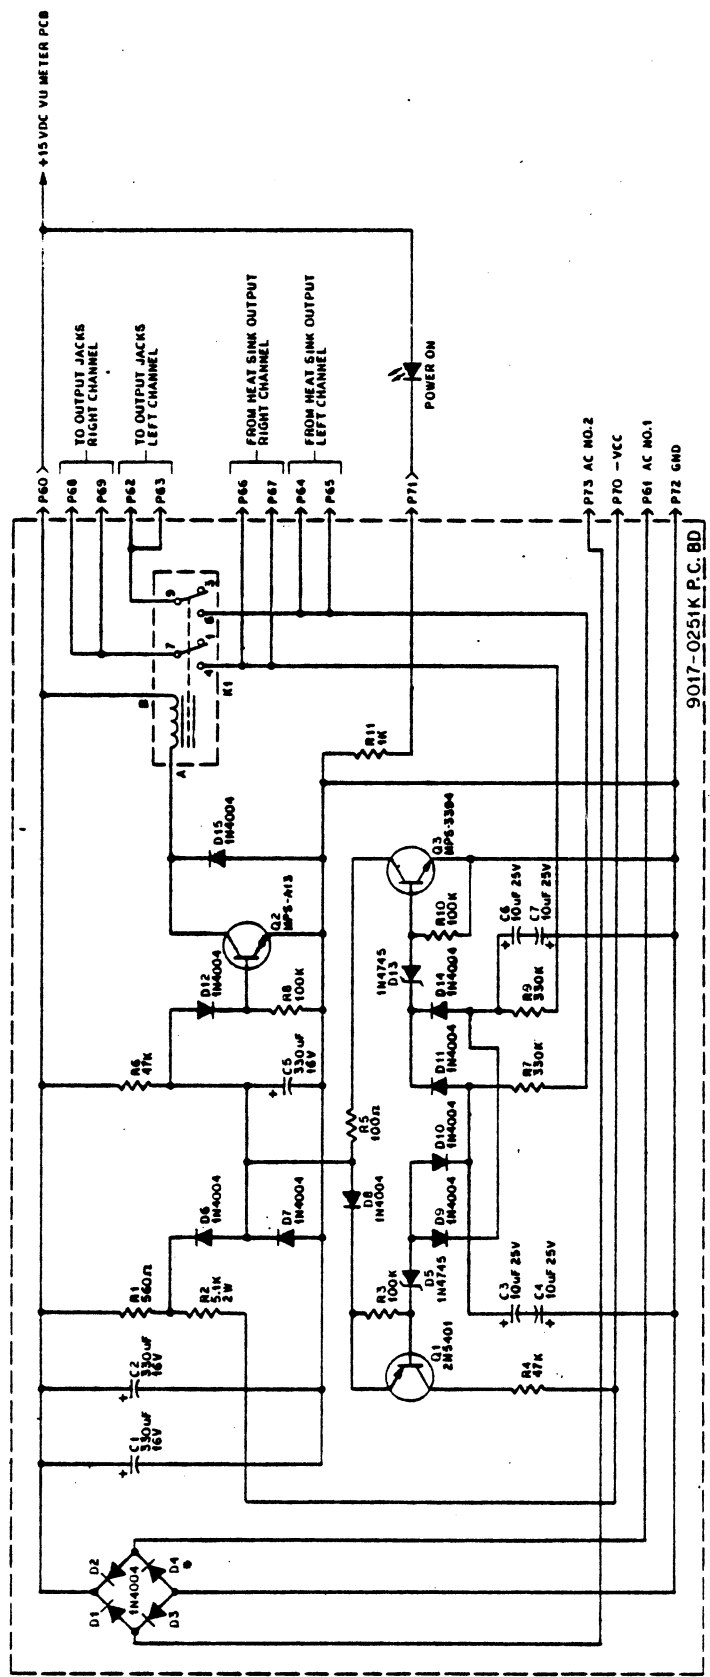 +15 VDC VU METER PCB
TO OUTPUT JACKS
RIGHT CHANNEL
TO OUTPUT JACKS
LEFT CHANNEL
FROM HEAT SINK OUTPUT
RIGHT CHANNEL
FROM HEAT SINK OUTPUT
LEFT CHANNEL
POWER ON
P60
P68
P69
P62
P63
P66
P67
P64
P65
P71
P73 AC NO.2
P70 -VCC
P61 AC NO.1
P72 GND
9017-0251K P.C. BD
B
A
K1
7
1
4
9
3
6
R11
1K
D15
1N4004
Q2
MPS-A13
D12
1N4004
R8
100K
R6
47K
+
C5
330uF
16V
Q3
MPS-3394
R10
100K
1N4745
D13
D14
1N4004
C6
10uF 25V
C7
10uF 25V
+
+
R9
330K
D11
1N4004
R7
330K
R5
100Ω
D10
1N4004
D8
1N4004
D9
1N4004
D6
1N4004
D7
1N4004
D5
1N4745
R3
100K
C3
10uF 25V
C4
10uF 25V
+
+
R1
560Ω
R2
5.1K
2W
Q1
2N5401
R4
47K
+
C2
330uF
16V
+
C1
330uF
16V
D2
D4
D1
D3
1N4004